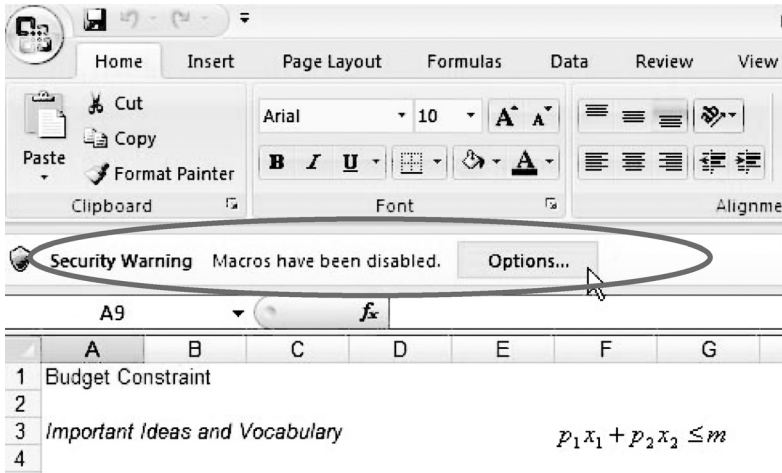 Home Insert Page Layout Formulas Data Review View
Cut
Arial 10 A A
Copy
Paste
Format Painter
B I U A
Clipboard Font Alignme
Security Warning Macros have been disabled. Options...
A9 fx
A B C D E F G
1 Budget Constraint
2
3 Important Ideas and Vocabulary p₁x₁ + p₂x₂ ≤ m
4